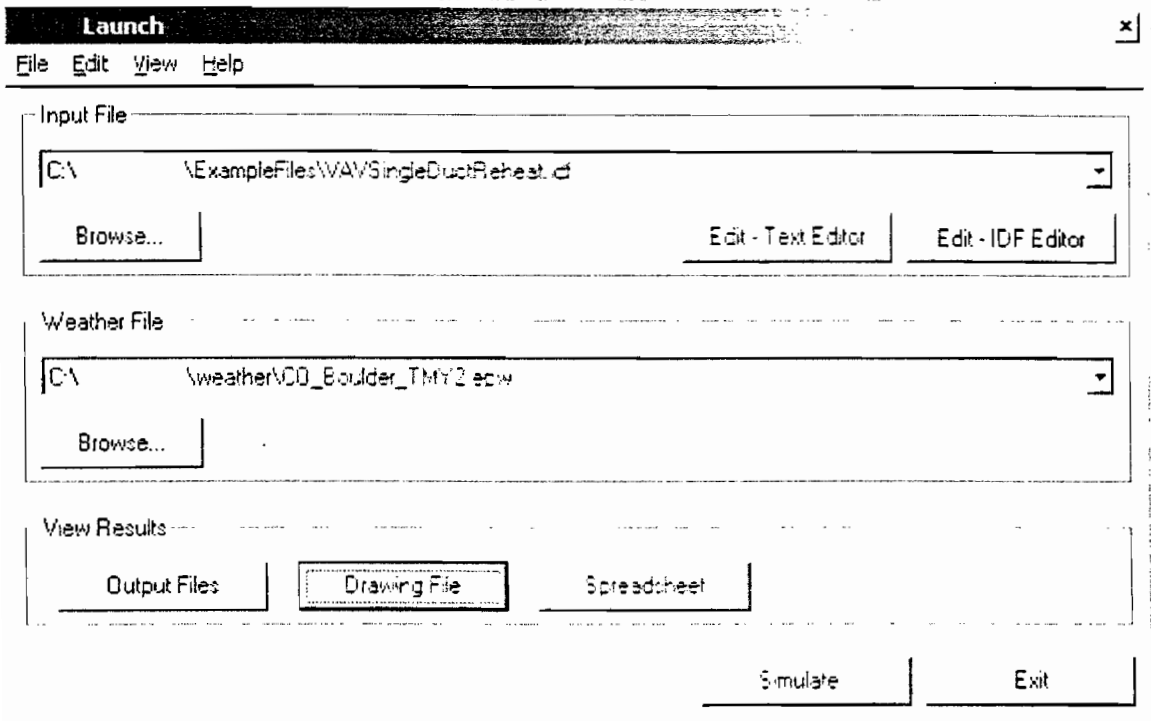 Launch
File Edit View Help
Input File
C:\ \ExampleFiles\VAVSingleDuctReheat.idf
Browse... Edit - Text Editor Edit - IDF Editor
Weather File
C:\ \weather\CO_Boulder_TMY2.epw
Browse...
View Results
Output Files Drawing File Spreadsheet
Simulate Exit